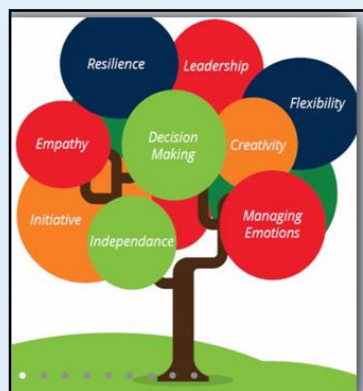 Resilience
Leadership
Flexibility
Empathy
Decision
Making
Creativity
Initiative
Independance
Managing
Emotions